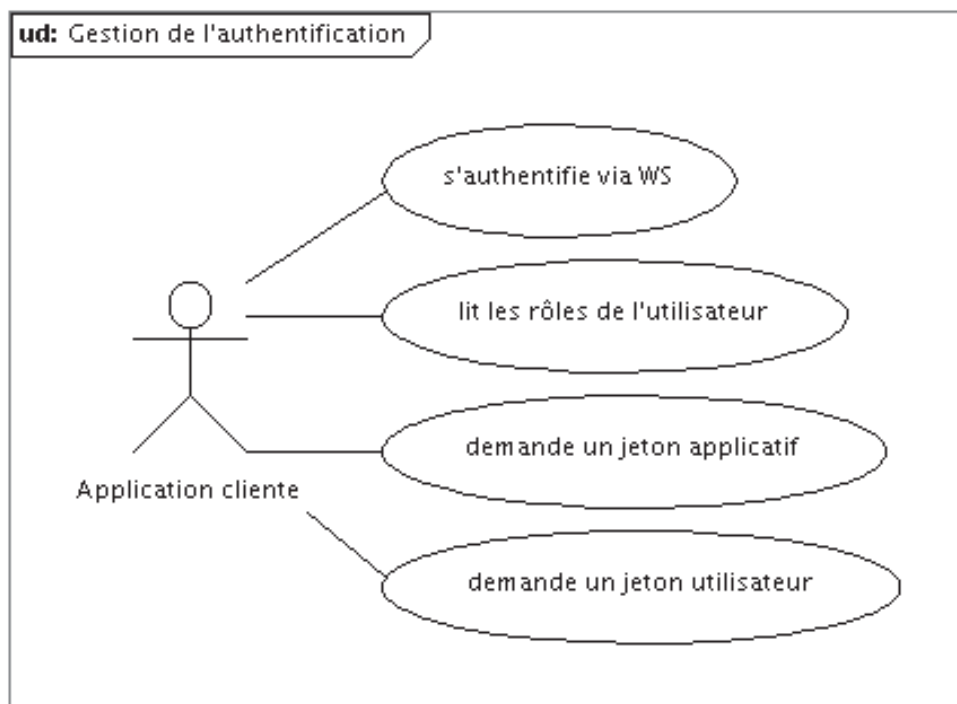 ud: Gestion de l'authentification
s'authentifie via WS
lit les rôles de l'utilisateur
demande un jeton applicatif
Application cliente
demande un jeton utilisateur